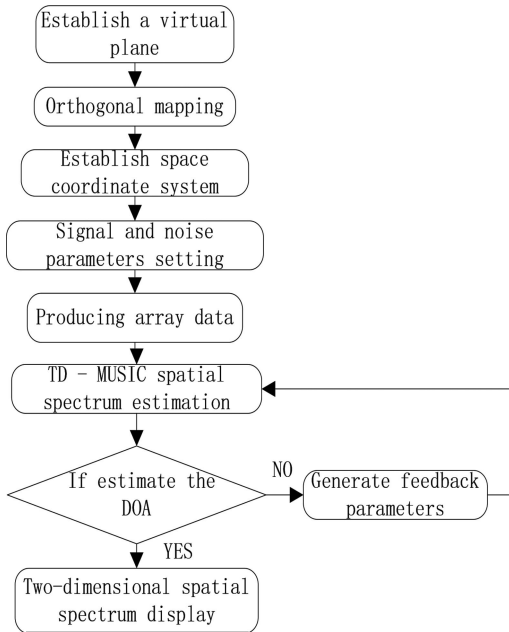 Establish a virtual
plane
Orthogonal mapping
Establish space
coordinate system
Signal and noise
parameters setting
Producing array data
TD - MUSIC spatial
spectrum estimation
If estimate the
DOA
NO
Generate feedback
parameters
YES
Two-dimensional spatial
spectrum display